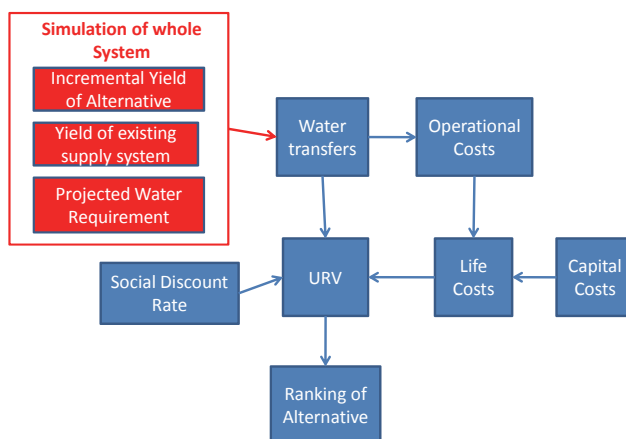 Simulation of whole
System
Incremental Yield
of Alternative
Yield of existing
supply system
Projected Water
Requirement
Water
transfers
Operational
Costs
Social Discount
Rate
URV
Life
Costs
Capital
Costs
Ranking of
Alternative